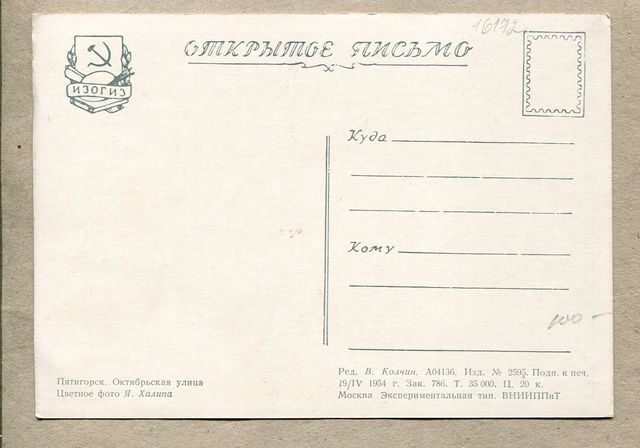 16172
ОТКРЫТОЕ ПИСЬМО
ИЗОГИЗ
Куда
Кому
100-
Пятигорск. Октябрьская улица
Цветное фото Я. Халипа
Ред. В. Колчин. А04136. Изд. № 2595. Подп. к печ.
19/IV 1954 г. Зак. 786. Т. 35 000. Ц. 20 к.
Москва Экспериментальная тип. ВНИИППиТ